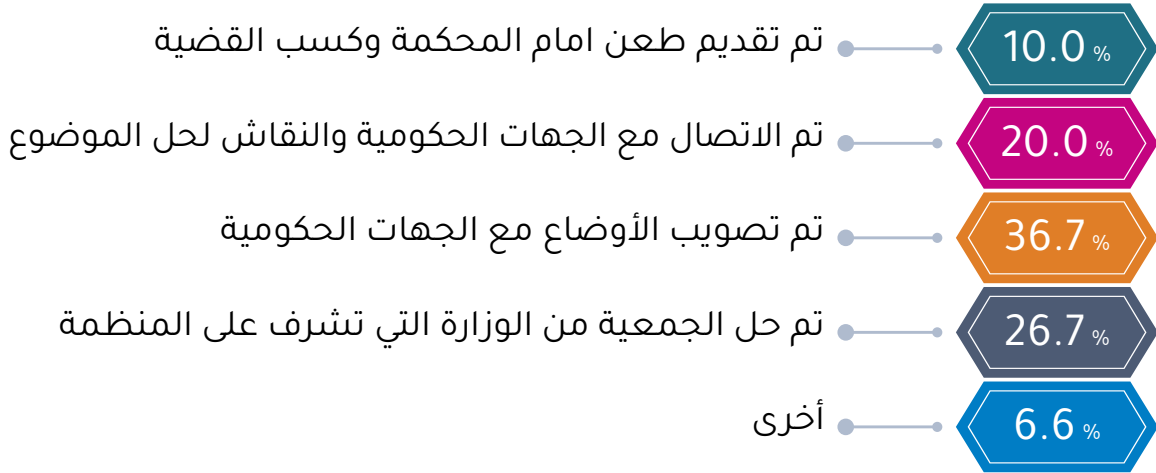 10.0 % تم تقديم طعن امام المحكمة وكسب القضية
20.0 % تم الاتصال مع الجهات الحكومية والنقاش لحل الموضوع
36.7 % تم تصويب الأوضاع مع الجهات الحكومية
26.7 % تم حل الجمعية من الوزارة التي تشرف على المنظمة
6.6 % أخرى